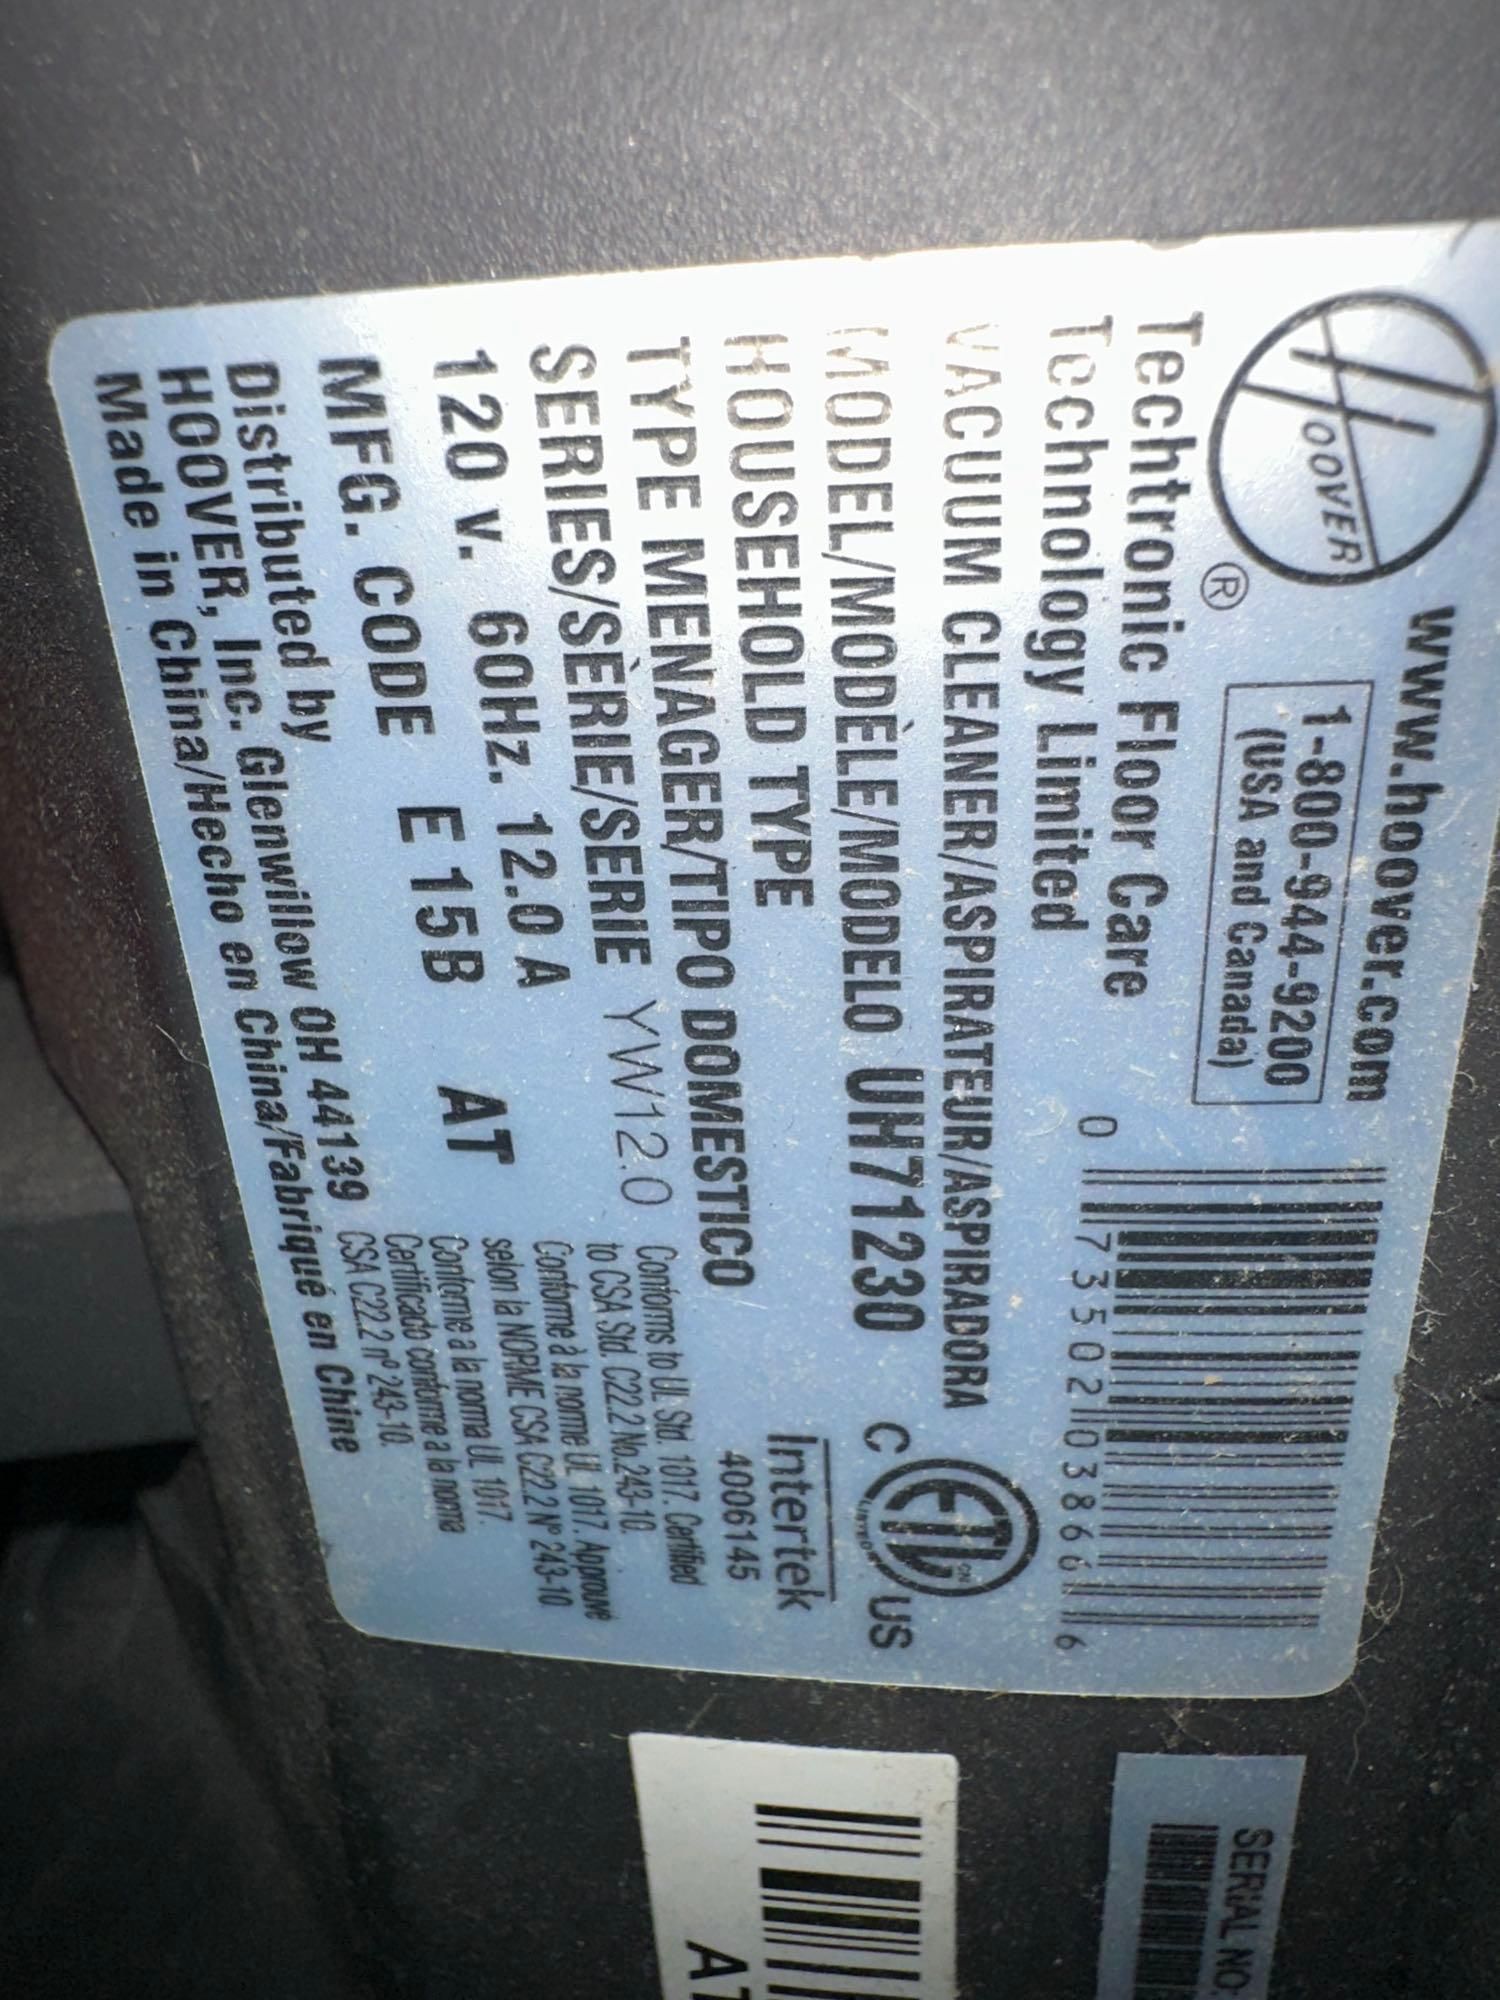 HOOVER ®
www.hoover.com
1-800-944-9200
(USA and Canada)
Techtronic Floor Care
Technology Limited
0 73502 03866 6
VACUUM CLEANER/ASPIRATEUR/ASPIRADORA
MODEL/MODÈLE/MODELO UH71230
HOUSEHOLD TYPE
TYPE MENAGER/TIPO DOMESTICO
SERIES/SÈRIE/SERIE YW12.0
120 v. 60Hz. 12.0 A
MFG. CODE E15B AT
Distributed by
HOOVER, Inc. Glenwillow OH 44139
Made in China/Hecho en China/Fabriqué en Chine
C ETL US
LISTED
Intertek
4006145
Conforms to UL Std. 1017. Certified
to CSA Std. C22.2 No.243-10.
Conforme à la norme UL 1017. Approuvé
selon la NORME CSA C22.2 Nº 243-10
Conforme a la norma UL 1017.
Certificado conforme a la norma
CSA C22.2 nº 243-10.
SERIAL NO.